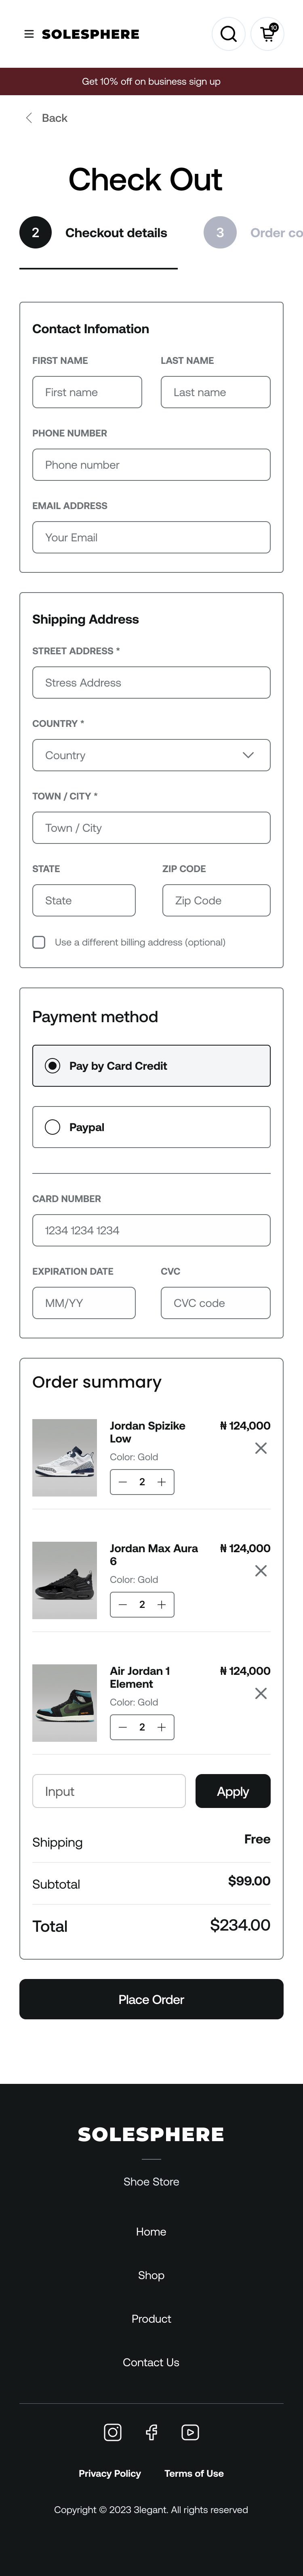 SOLESPHERE
10
Get 10% off on business sign up
Back
Check Out
2 Checkout details 3 Order co
Contact Infomation
FIRST NAME LAST NAME
First name Last name
PHONE NUMBER
Phone number
EMAIL ADDRESS
Your Email
Shipping Address
STREET ADDRESS *
Stress Address
COUNTRY *
Country
TOWN / CITY *
Town / City
STATE ZIP CODE
State Zip Code
Use a different billing address (optional)
Payment method
Pay by Card Credit
Paypal
CARD NUMBER
1234 1234 1234
EXPIRATION DATE CVC
MM/YY CVC code
Order summary
Jordan Spizike ₦ 124,000
Low
Color: Gold
2
Jordan Max Aura ₦ 124,000
6
Color: Gold
2
Air Jordan 1 ₦ 124,000
Element
Color: Gold
2
Input Apply
Shipping Free
Subtotal $99.00
Total $234.00
Place Order
SOLESPHERE
Shoe Store
Home
Shop
Product
Contact Us
Privacy Policy Terms of Use
Copyright © 2023 3legant. All rights reserved